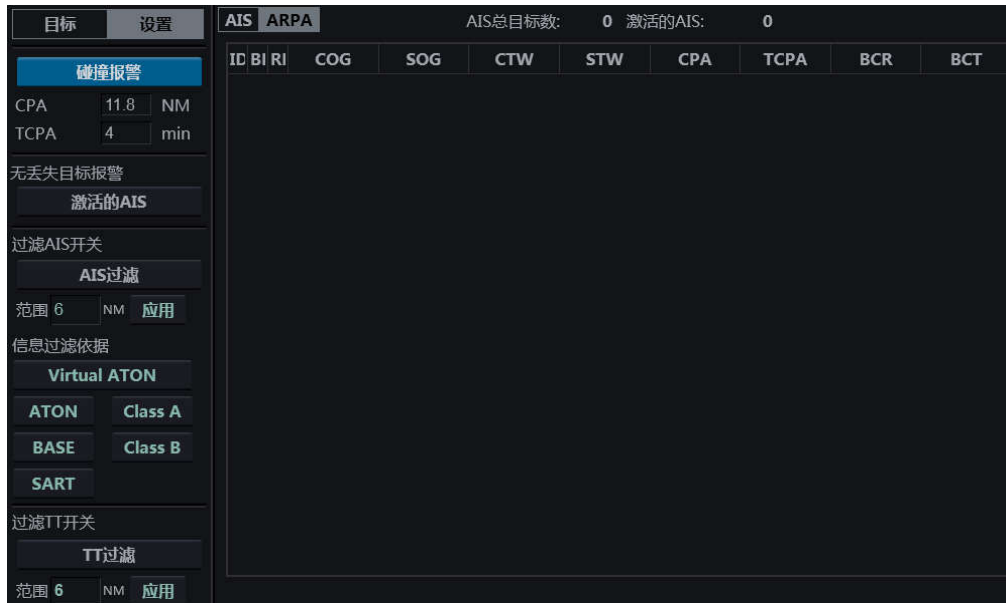 目标 设置
碰撞报警
CPA 11.8 NM
TCPA 4 min
无丢失目标报警
激活的AIS
过滤AIS开关
AIS过滤
范围 6 NM 应用
信息过滤依据
Virtual ATON
ATON Class A
BASE Class B
SART
过滤TT开关
TT过滤
范围 6 NM 应用
AIS ARPA AIS总目标数: 0 激活的AIS: 0
ID BI RI COG SOG CTW STW CPA TCPA BCR BCT